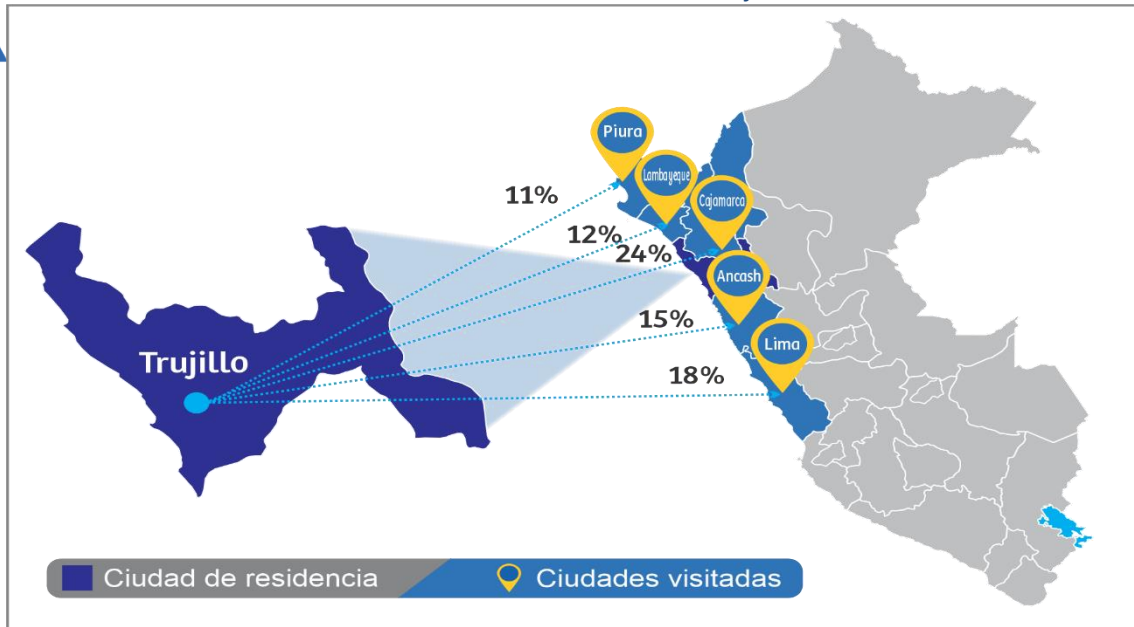 Piura
Lambayeque
Cajamarca
11%
12%
24%
Ancash
15%
Lima
Trujillo
18%
Ciudad de residencia
Ciudades visitadas